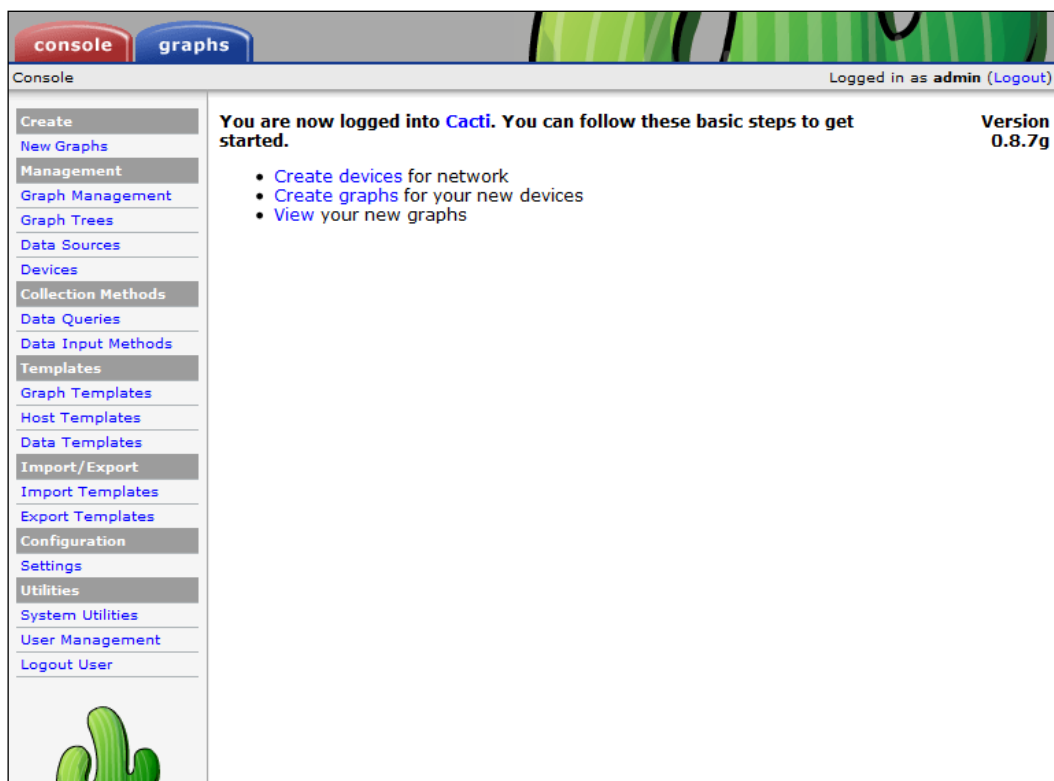 console graphs
Console Logged in as admin (Logout)
Create
New Graphs
Management
Graph Management
Graph Trees
Data Sources
Devices
Collection Methods
Data Queries
Data Input Methods
Templates
Graph Templates
Host Templates
Data Templates
Import/Export
Import Templates
Export Templates
Configuration
Settings
Utilities
System Utilities
User Management
Logout User
You are now logged into Cacti. You can follow these basic steps to get
started.
Version
0.8.7g
• Create devices for network
• Create graphs for your new devices
• View your new graphs